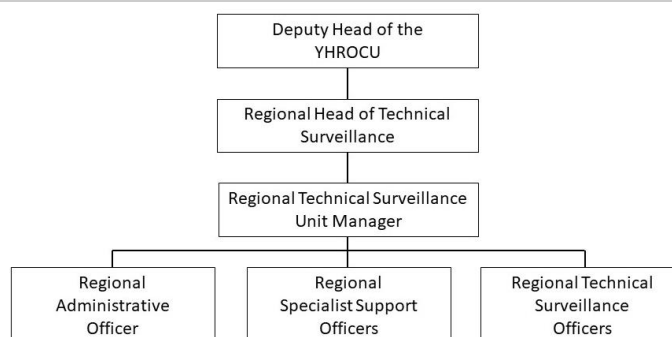 Deputy Head of the
YHROCU
Regional Head of Technical
Surveillance
Regional Technical Surveillance
Unit Manager
Regional
Administrative
Officer
Regional
Specialist Support
Officers
Regional Technical
Surveillance
Officers